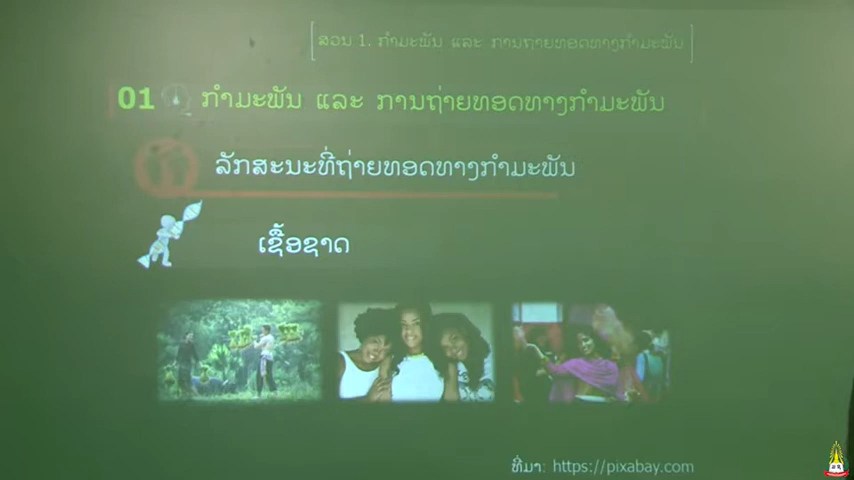 ສວນ 1. ກຳມະພັນ ແລະ ການຖ່າຍທອດທາງກຳມະພັນ
01 ກຳມະພັນ ແລະ ການຖ່າຍທອດທາງກຳມະພັນ
ລັກສະນະທີ່ຖ່າຍທອດທາງກຳມະພັນ
ເຊື້ອຊາດ
ທີ່ມາ: https://pixabay.com